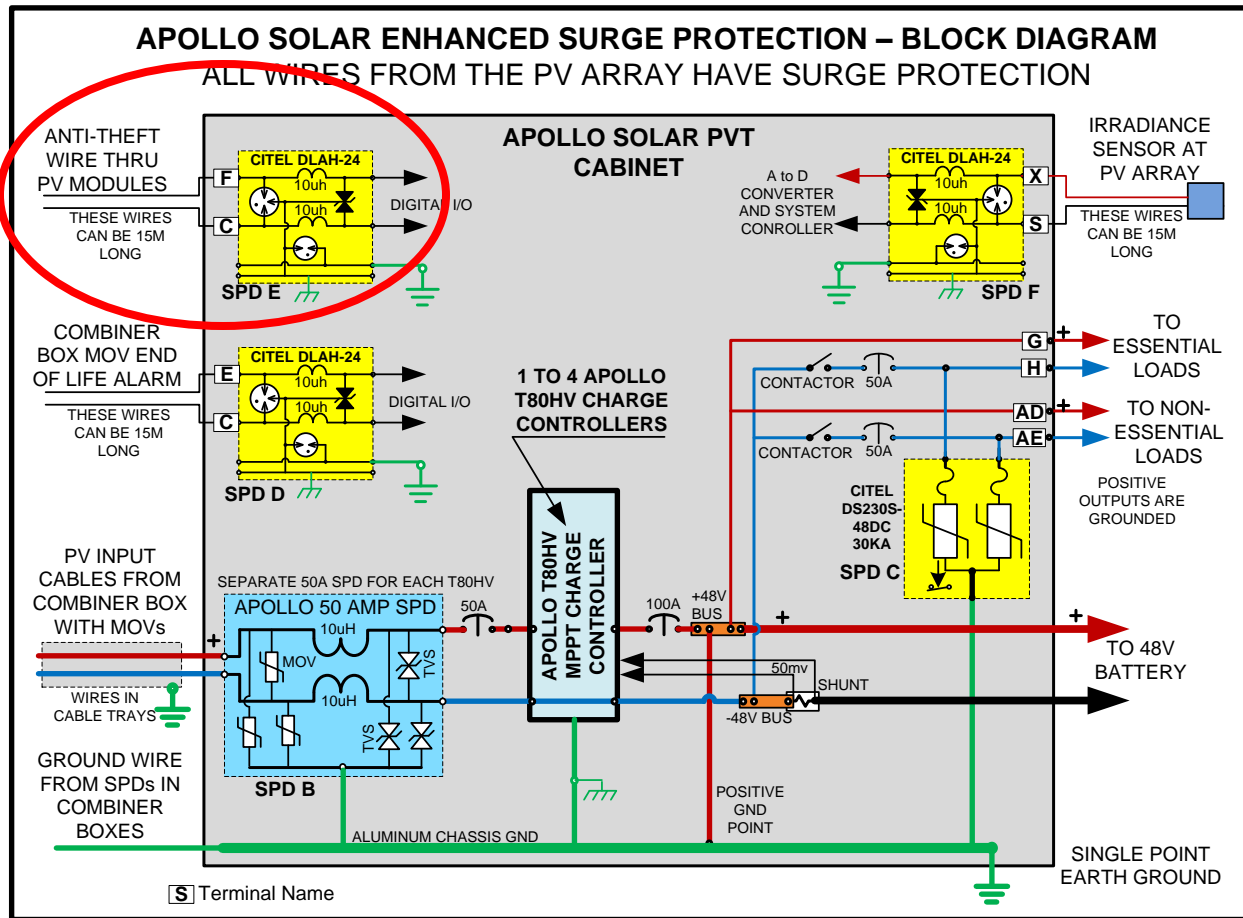 APOLLO SOLAR ENHANCED SURGE PROTECTION – BLOCK DIAGRAM
ALL WIRES FROM THE PV ARRAY HAVE SURGE PROTECTION
ANTI-THEFT
WIRE THRU
PV MODULES
THESE WIRES
CAN BE 15M
LONG
F
C
CITEL DLAH-24
10uh
10uh
DIGITAL I/O
SPD E
APOLLO SOLAR PVT
CABINET
A to D
CONVERTER
AND SYSTEM
CONROLLER
CITEL DLAH-24
10uh
10uh
X
S
SPD F
IRRADIANCE
SENSOR AT
PV ARRAY
THESE WIRES
CAN BE 15M
LONG
COMBINER
BOX MOV END
OF LIFE ALARM
THESE WIRES
CAN BE 15M
LONG
E
C
CITEL DLAH-24
10uh
10uh
DIGITAL I/O
SPD D
1 TO 4 APOLLO
T80HV CHARGE
CONTROLLERS
G
+
H
CONTACTOR
50A
TO
ESSENTIAL
LOADS
AD
+
AE
CONTACTOR
50A
TO NON-
ESSENTIAL
LOADS
POSITIVE
OUTPUTS ARE
GROUNDED
CITEL
DS230S-
48DC
30KA
SPD C
PV INPUT
CABLES FROM
COMBINER BOX
WITH MOVs
+
WIRES IN
CABLE TRAYS
SEPARATE 50A SPD FOR EACH T80HV
APOLLO 50 AMP SPD
10uH
MOV
TVS
10uH
TVS
SPD B
50A
APOLLO T80HV
MPPT CHARGE
CONTROLLER
100A
+48V
BUS
+
+
TO 48V
BATTERY
50mv
SHUNT
-48V BUS
POSITIVE
GND
POINT
GROUND WIRE
FROM SPDs IN
COMBINER
BOXES
ALUMINUM CHASSIS GND
SINGLE POINT
EARTH GROUND
S Terminal Name